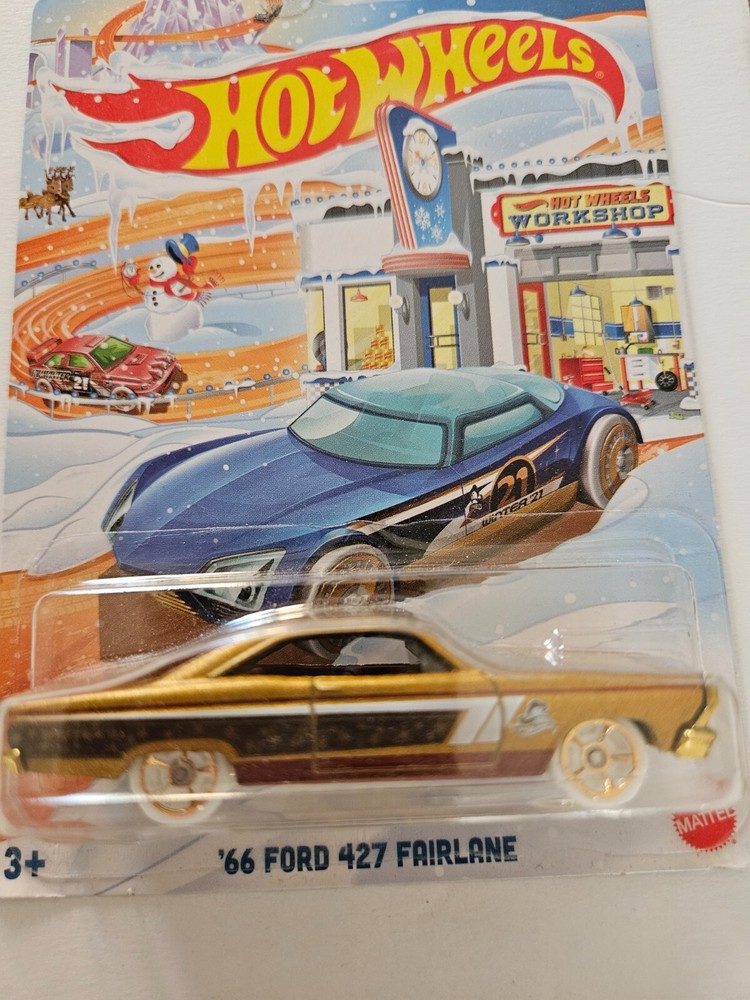 HOT WHEELS ®
HOT WHEELS
WORKSHOP
21
21
WINTER 21
MATTEL
3+
'66 FORD 427 FAIRLANE